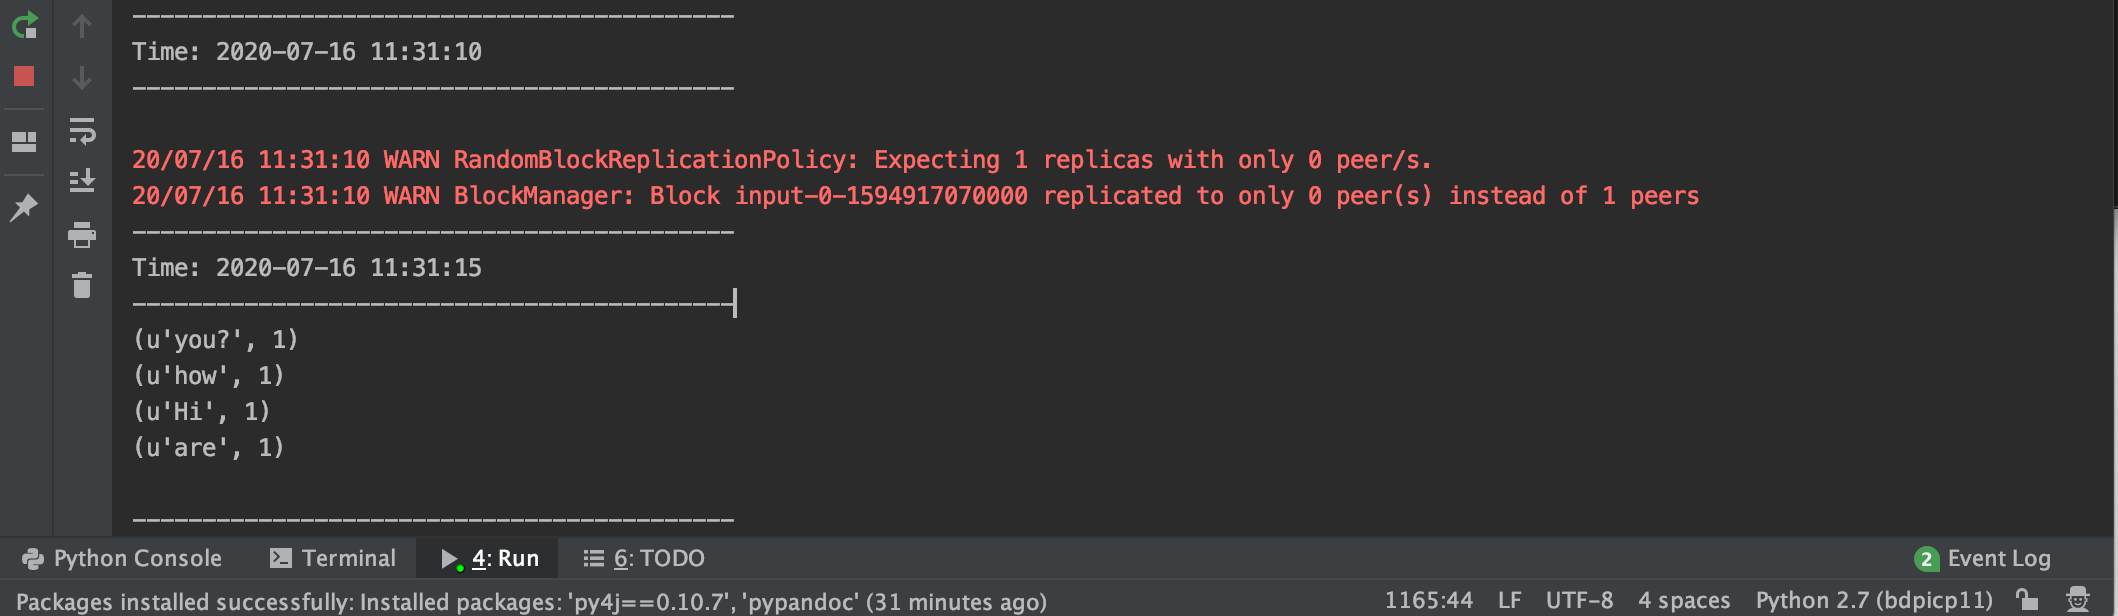 -------------------------------------------
Time: 2020-07-16 11:31:10
-------------------------------------------
20/07/16 11:31:10 WARN RandomBlockReplicationPolicy: Expecting 1 replicas with only 0 peer/s.
20/07/16 11:31:10 WARN BlockManager: Block input-0-1594917070000 replicated to only 0 peer(s) instead of 1 peers
-------------------------------------------
Time: 2020-07-16 11:31:15
-------------------------------------------
(u'you?', 1)
(u'how', 1)
(u'Hi', 1)
(u'are', 1)
-------------------------------------------
Python Console Terminal 4: Run 6: TODO 2 Event Log
Packages installed successfully: Installed packages: 'py4j==0.10.7', 'pypandoc' (31 minutes ago) 1165:44 LF UTF-8 4 spaces Python 2.7 (bdpicp11)